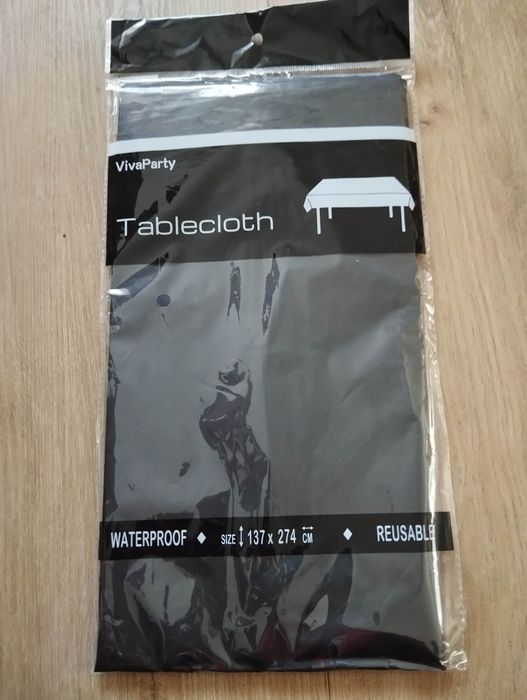 VivaParty
Tablecloth
WATERPROOF ◆ SIZE ↕ 137 x 274 ↔ CM ◆ REUSABLE